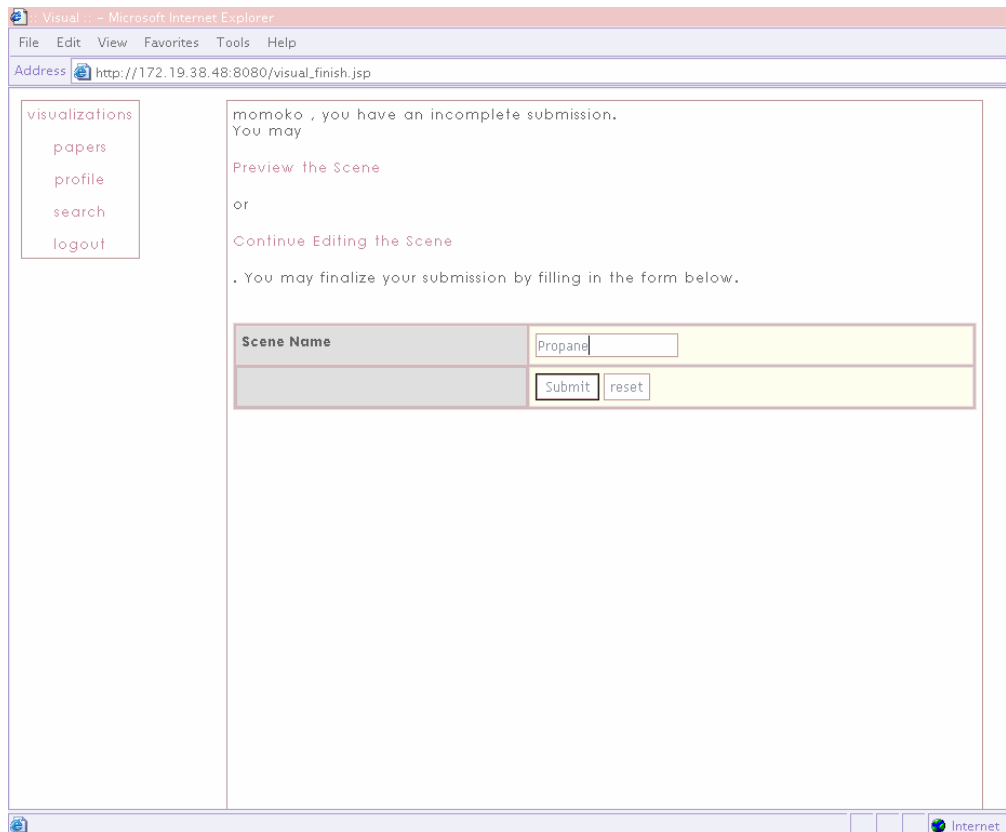 :: Visual :: – Microsoft Internet Explorer
File Edit View Favorites Tools Help
Address http://172.19.38.48:8080/visual_finish.jsp
visualizations
papers
profile
search
logout
momoko , you have an incomplete submission.
You may
Preview the Scene
or
Continue Editing the Scene
. You may finalize your submission by filling in the form below.
Scene Name Propane
Submit reset
Internet